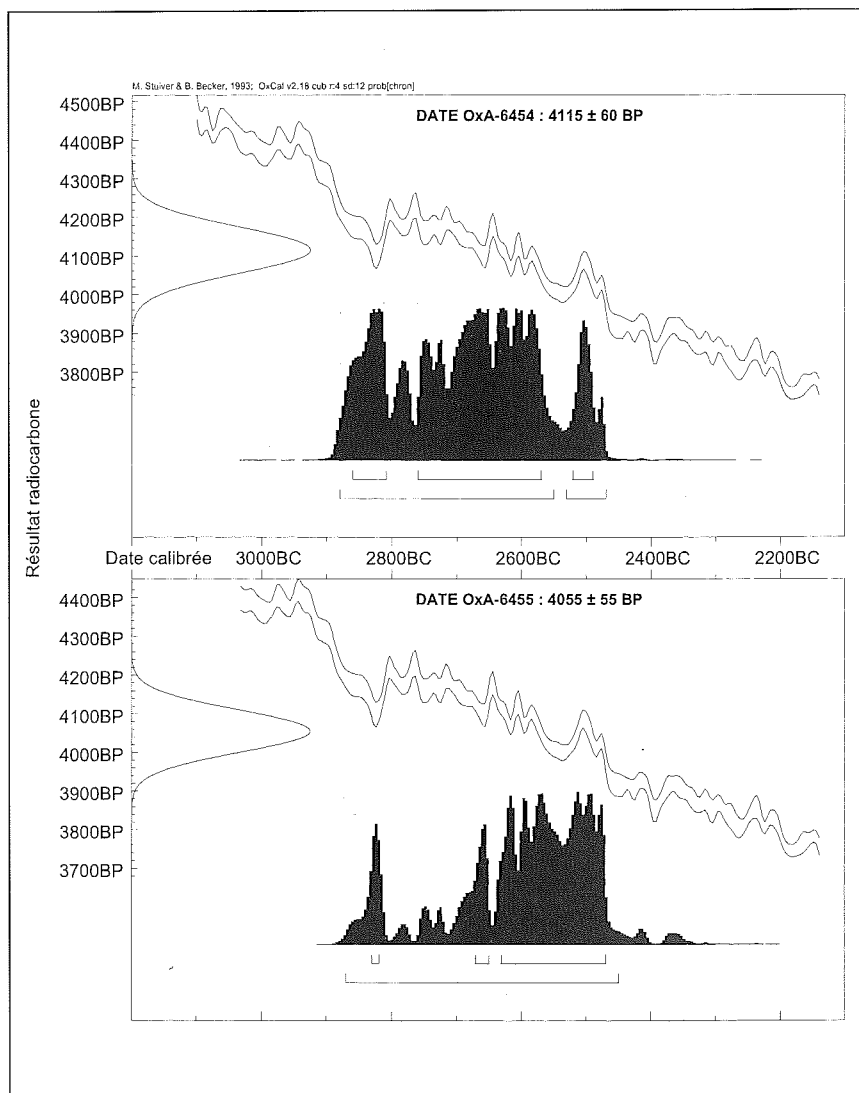 M. Stuiver & B. Becker, 1993; OxCal v2.18 cub r:4 sd:12 prob[chron]
DATE OxA-6454 : 4115 ± 60 BP
4500BP
4400BP
4300BP
4200BP
4100BP
4000BP
3900BP
3800BP
Résultat radiocarbone
Date calibrée 3000BC 2800BC 2600BC 2400BC 2200BC
DATE OxA-6455 : 4055 ± 55 BP
4400BP
4300BP
4200BP
4100BP
4000BP
3900BP
3800BP
3700BP